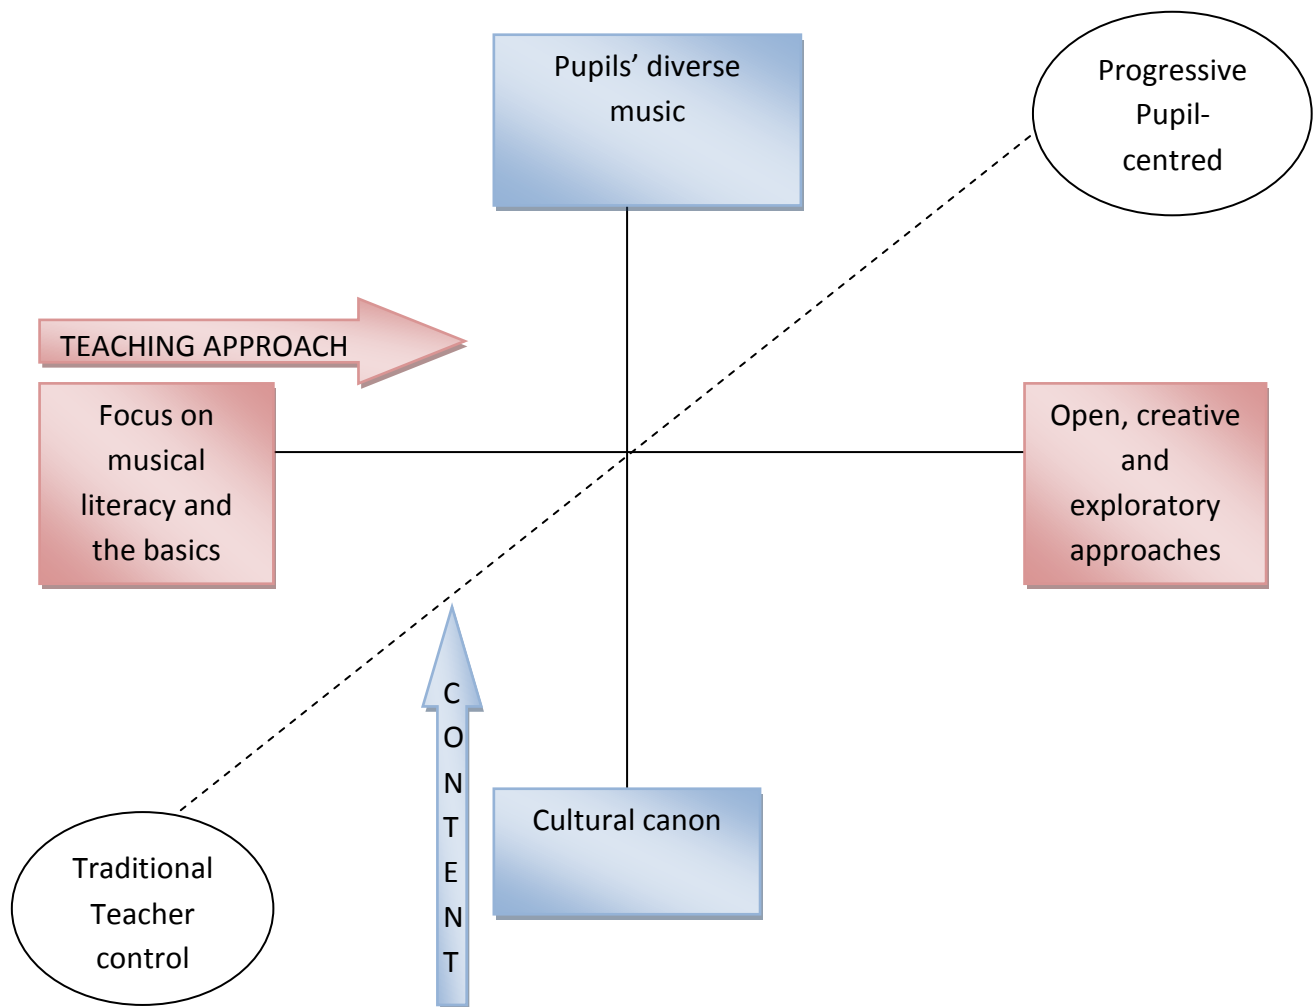 Pupils’ diverse
music
Progressive
Pupil-
centred
TEACHING APPROACH
Focus on
musical
literacy and
the basics
Open, creative
and
exploratory
approaches
C
O
N
T
E
N
T
Cultural canon
Traditional
Teacher
control